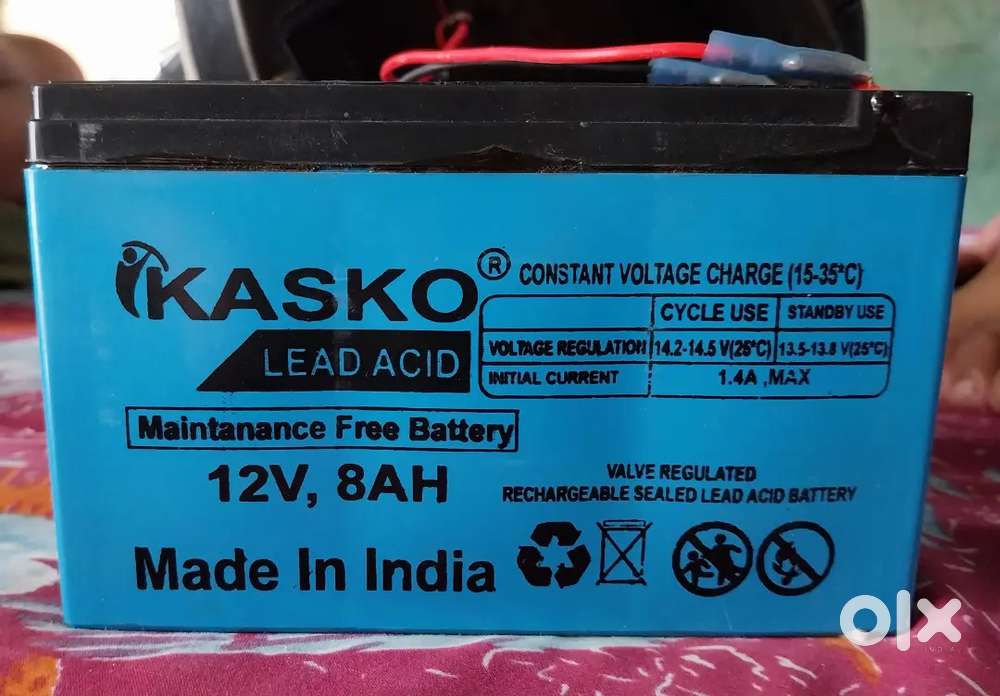 KASKO®
LEAD ACID
Maintanance Free Battery
12V, 8AH
Made In India
CONSTANT VOLTAGE CHARGE (15-35°C)
CYCLE USE STANDBY USE
VOLTAGE REGULATION 14.2-14.5 V(25°C) 13.5-13.8 V(25°C)
INITIAL CURRENT 1.4A ,MAX
VALVE REGULATED
RECHARGEABLE SEALED LEAD ACID BATTERY
olx
INDIA